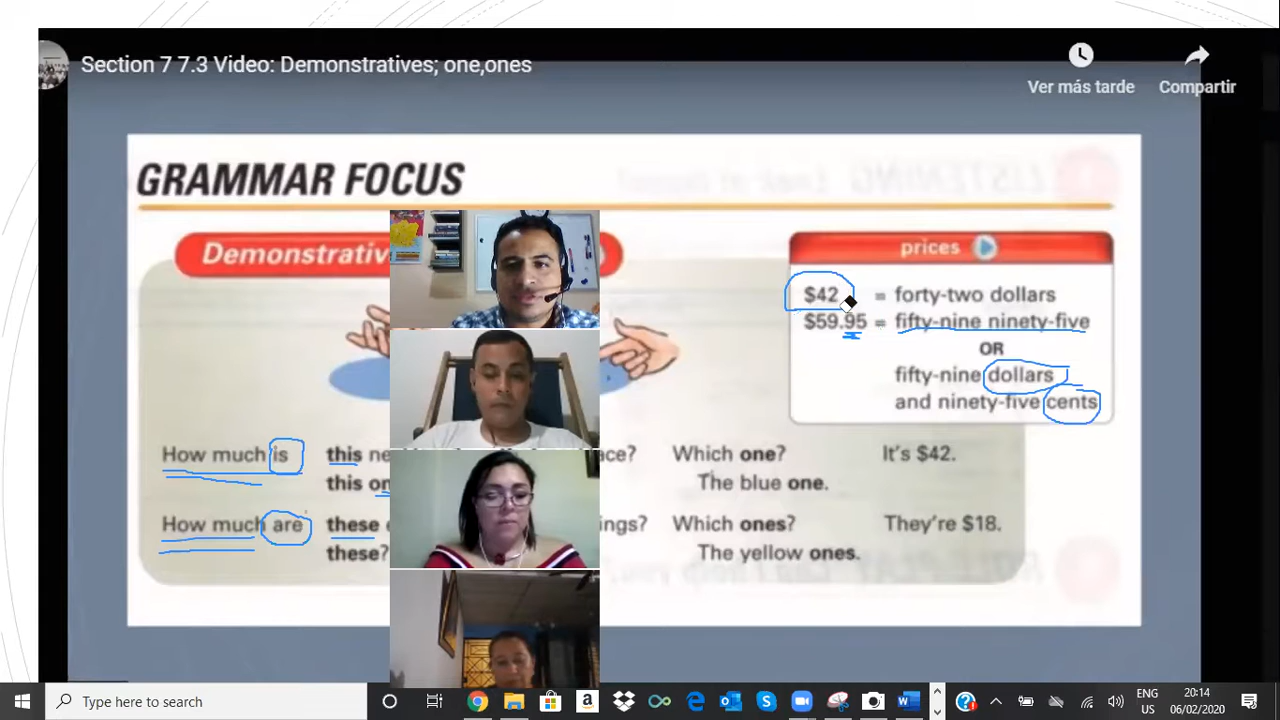 Section 7 7.3 Video: Demonstratives; one,ones
Ver más tarde
Compartir
GRAMMAR FOCUS
prices
$42 = forty-two dollars
$59.95 = fifty-nine ninety-five
OR
fifty-nine dollars
and ninety-five cents
How much is this Which one? It's $42.
this The blue one.
How much are these Which ones? They're $18.
these? The yellow ones.
Type here to search
ENG
US
20:14
06/02/2020